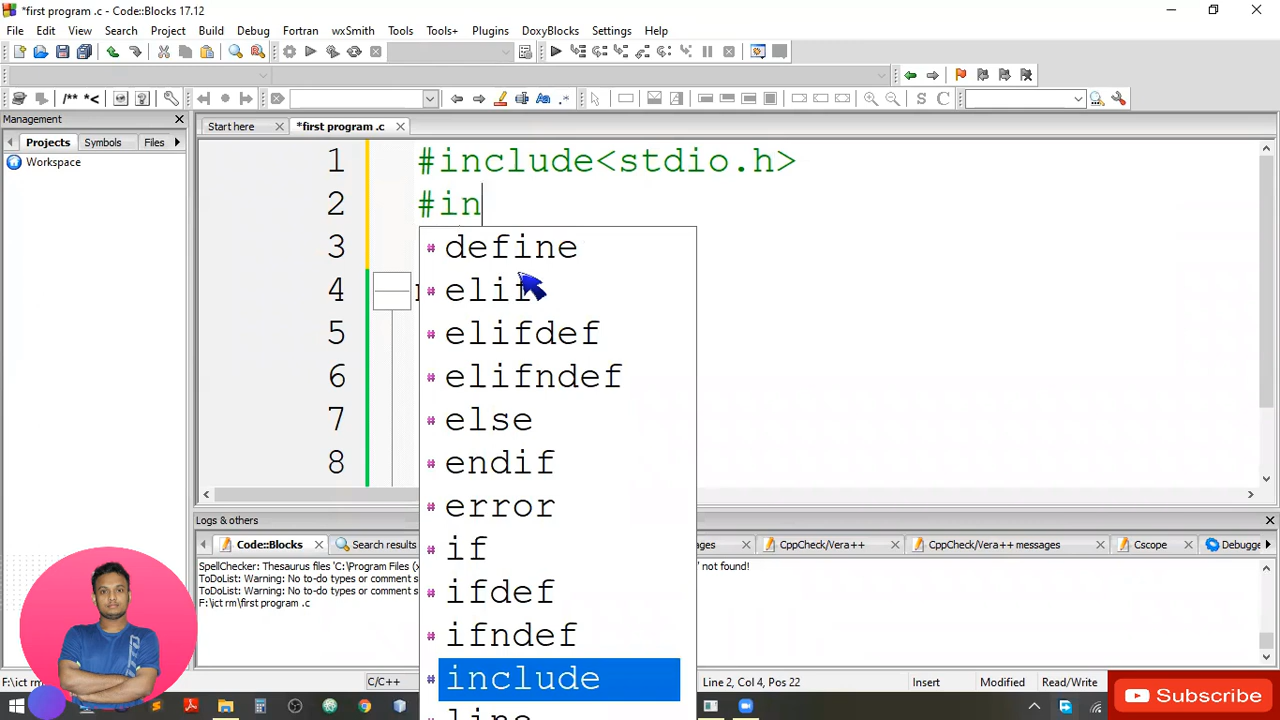 *first program .c - Code::Blocks 17.12
File Edit View Search Project Build Debug Fortran wxSmith Tools Tools+ Plugins DoxyBlocks Settings Help
/** *<
S C
Management
Start here
*first program .c
Projects Symbols Files
Workspace
1 #include<stdio.h>
2 #in
3
4
5
6
7
8
# define
# elif
# elifdef
# elifndef
# else
# endif
# error
# if
# ifdef
# ifndef
# include
Logs & others
Code::Blocks Search results CppCheck/Vera++ CppCheck/Vera++ messages Cscope Debugge
SpellChecker: Thesaurus files 'C:\Program Files (
' not found!
ToDoList: Warning: No to-do types or comment s
ToDoList: Warning: No to-do types or comment s
F:\ict rm\first program .c
F:\ict rm
C/C++
Line 2, Col 4, Pos 22
Insert
Modified
Read/Write
Subscribe